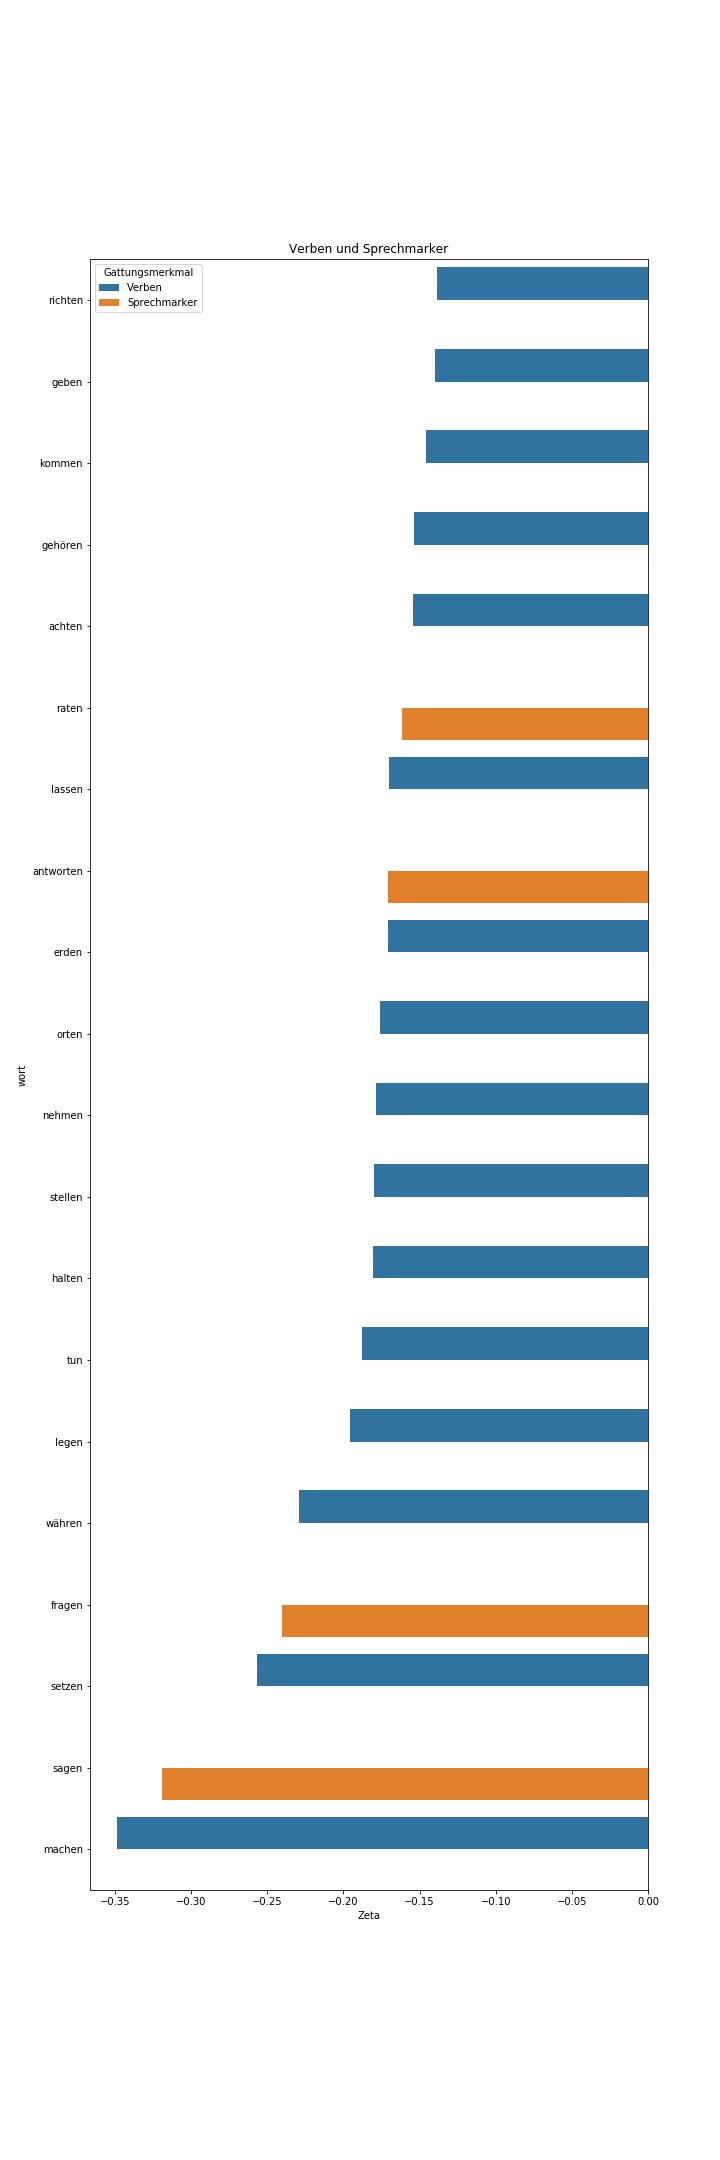 Verben und Sprechmarker
Gattungsmerkmal
Verben
Sprechmarker
richten
geben
kommen
gehören
achten
raten
lassen
antworten
erden
orten
nehmen
stellen
halten
tun
legen
währen
fragen
setzen
sagen
machen
wort
−0.35 −0.30 −0.25 −0.20 −0.15 −0.10 −0.05 0.00
Zeta